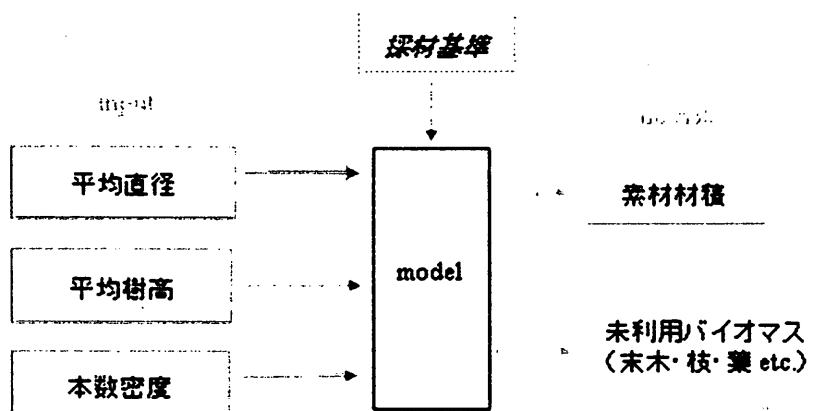 採材基準
input
平均直径
素材材積
平均樹高
model
未利用バイオマス
(末木・枝・葉 etc.)
本数密度